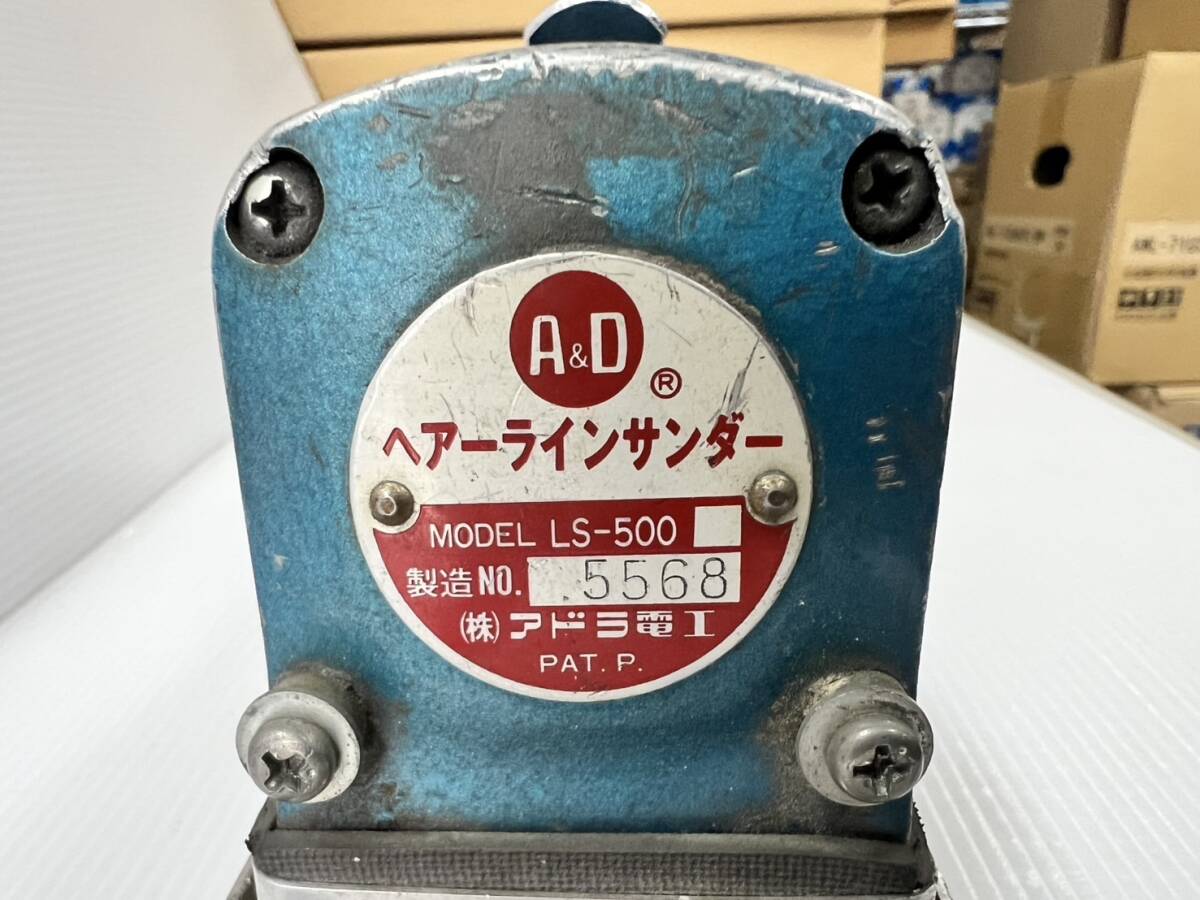 A&D ®
ヘアーラインサンダー
MODEL LS-500
製造NO. 5568
(株)アドラ電工
PAT. P.